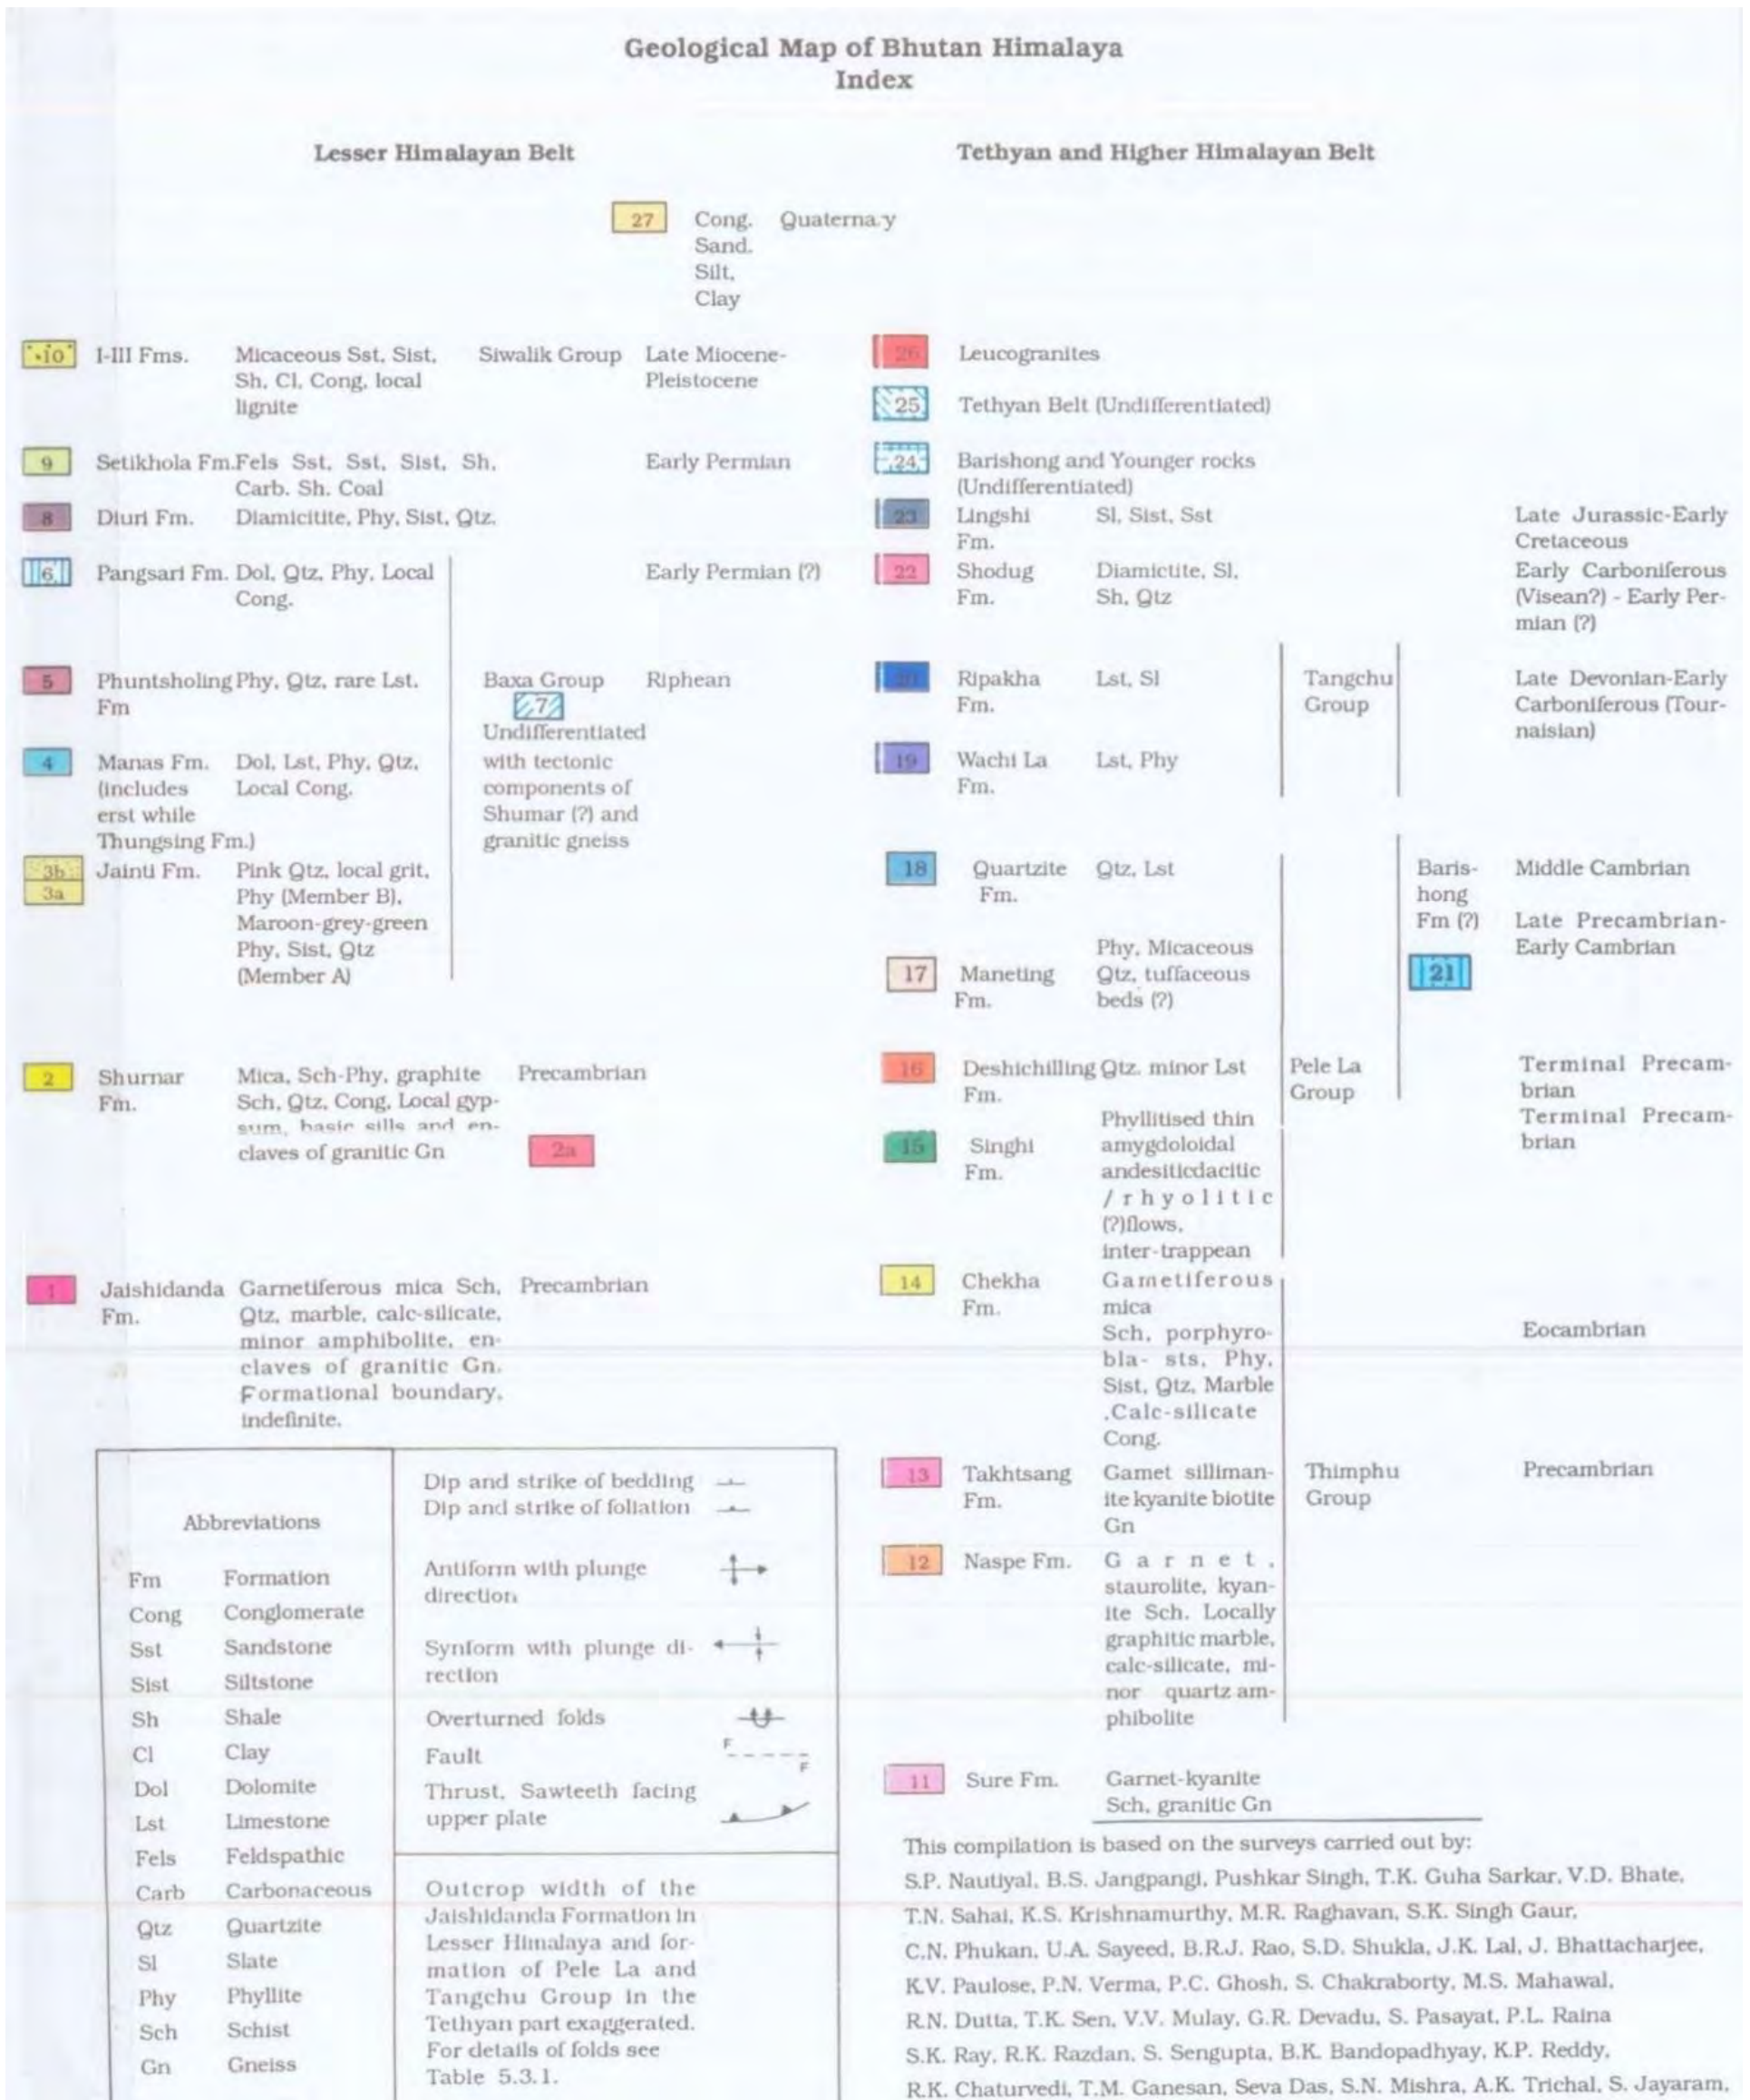 Geological Map of Bhutan Himalaya
Index
Lesser Himalayan Belt
Tethyan and Higher Himalayan Belt
27 Cong. Quaterna.y
Sand.
Silt,
Clay
10 I-III Fms. Micaceous Sst, Sist, Siwalik Group Late Miocene-
Sh, Cl, Cong, local Pleistocene
lignite
9 Setikhola Fm. Fels Sst, Sst, Sist, Sh, Early Permian
Carb. Sh. Coal
8 Diuri Fm. Diamicitite, Phy, Sist, Qtz,
6 Pangsari Fm. Dol, Qtz, Phy, Local Early Permian (?)
Cong.
5 Phuntsholing Phy, Qtz, rare Lst. Baxa Group Riphean
Fm
7
Undifferentiated
with tectonic
components of
Shumar (?) and
granitic gneiss
4 Manas Fm. Dol, Lst, Phy, Qtz,
(includes Local Cong.
erst while
Thungsing Fm.)
3b Jainti Fm. Pink Qtz, local grit,
3a Phy (Member B),
Maroon-grey-green
Phy, Sist, Qtz
(Member A)
2 Shurnar Mica, Sch-Phy, graphite Precambrian
Fm. Sch, Qtz, Cong, Local gyp-
sum, basic sills and en-
claves of granitic Gn 2a
1 Jaishidanda Garnetiferous mica Sch, Precambrian
Fm. Qtz, marble, calc-silicate,
minor amphibolite, en-
claves of granitic Gn.
Formational boundary,
indefinite.
26 Leucogranites
25 Tethyan Belt (Undifferentiated)
24 Barishong and Younger rocks
(Undifferentiated)
23 Lingshi Sl, Sist, Sst Late Jurassic-Early
Fm. Cretaceous
22 Shodug Diamictite, Sl, Early Carboniferous
Fm. Sh, Qtz (Visean?) - Early Per-
mian (?)
Ripakha Lst, Sl Tangchu Late Devonian-Early
Fm. Group Carboniferous (Tour-
naisian)
19 Wachi La Lst, Phy
Fm.
18 Quartzite Qtz, Lst Baris- Middle Cambrian
Fm. hong
Fm (?) Late Precambrian-
Early Cambrian
21
Phy, Micaceous
17 Maneting Qtz, tuffaceous
Fm. beds (?)
16 Deshichilling Qtz. minor Lst Pele La Terminal Precam-
Fm. Group brian
Terminal Precam-
brian
Phyllitised thin
15 Singhi amygdoloidal
Fm. andesiticdacitic
/rhyolitic
(?)flows,
inter-trappean
14 Chekha Gametiferous
Fm. mica
Sch, porphyro- Eocambrian
bla- sts, Phy,
Sist, Qtz, Marble
.Calc-silicate
Cong.
13 Takhtsang Gamet silliman- Thimphu Precambrian
Fm. ite kyanite biotite Group
Gn
12 Naspe Fm. Garnet,
staurolite, kyan-
ite Sch. Locally
graphitic marble,
calc-silicate, mi-
nor quartz am-
phibolite
11 Sure Fm. Garnet-kyanite
Sch, granitic Gn
Abbreviations
Fm Formation
Cong Conglomerate
Sst Sandstone
Sist Siltstone
Sh Shale
Cl Clay
Dol Dolomite
Lst Limestone
Fels Feldspathic
Carb Carbonaceous
Qtz Quartzite
Sl Slate
Phy Phyllite
Sch Schist
Gn Gneiss
Dip and strike of bedding
Dip and strike of foliation
Antiform with plunge
direction
Synform with plunge di-
rection
Overturned folds
Fault F F
Thrust, Sawteeth facing
upper plate
Outcrop width of the
Jaishidanda Formation in
Lesser Himalaya and for-
mation of Pele La and
Tangchu Group in the
Tethyan part exaggerated.
For details of folds see
Table 5.3.1.
This compilation is based on the surveys carried out by:
S.P. Nautiyal, B.S. Jangpangi, Pushkar Singh, T.K. Guha Sarkar, V.D. Bhate,
T.N. Sahai, K.S. Krishnamurthy, M.R. Raghavan, S.K. Singh Gaur,
C.N. Phukan, U.A. Sayeed, B.R.J. Rao, S.D. Shukla, J.K. Lal, J. Bhattacharjee,
K.V. Paulose, P.N. Verma, P.C. Ghosh, S. Chakraborty, M.S. Mahawal,
R.N. Dutta, T.K. Sen, V.V. Mulay, G.R. Devadu, S. Pasayat, P.L. Raina
S.K. Ray, R.K. Razdan, S. Sengupta, B.K. Bandopadhyay, K.P. Reddy,
R.K. Chaturvedi, T.M. Ganesan, Seva Das, S.N. Mishra, A.K. Trichal, S. Jayaram,